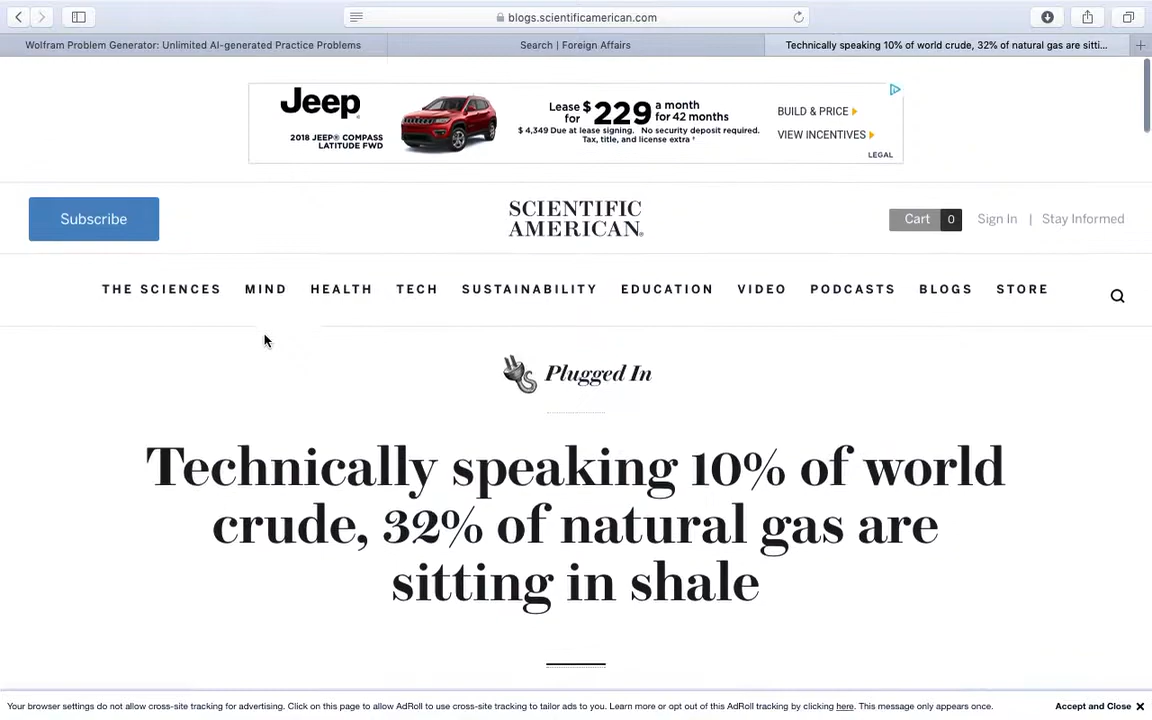 blogs.scientificamerican.com
Wolfram Problem Generator: Unlimited AI-generated Practice Problems
Search | Foreign Affairs
Technically speaking 10% of world crude, 32% of natural gas are sitti...
Jeep
2018 JEEP® COMPASS
LATITUDE FWD
Lease for $229 a month for 42 months
$ 4,349 Due at lease signing. No security deposit required.
Tax, title, and license extra †
BUILD & PRICE
VIEW INCENTIVES
LEGAL
Subscribe
SCIENTIFIC
AMERICAN®
Cart 0 Sign In | Stay Informed
THE SCIENCES MIND HEALTH TECH SUSTAINABILITY EDUCATION VIDEO PODCASTS BLOGS STORE
Plugged In
Technically speaking 10% of world
crude, 32% of natural gas are
sitting in shale
Your browser settings do not allow cross-site tracking for advertising. Click on this page to allow AdRoll to use cross-site tracking to tailor ads to you. Learn more or opt out of this AdRoll tracking by clicking here. This message only appears once. Accept and Close ✕